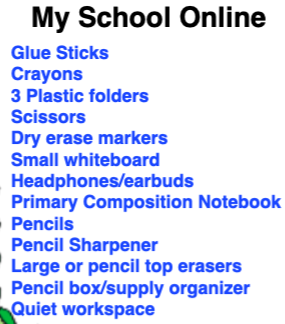 My School Online
Glue Sticks
Crayons
3 Plastic folders
Scissors
Dry erase markers
Small whiteboard
Headphones/earbuds
Primary Composition Notebook
Pencils
Pencil Sharpener
Large or pencil top erasers
Pencil box/supply organizer
Quiet workspace